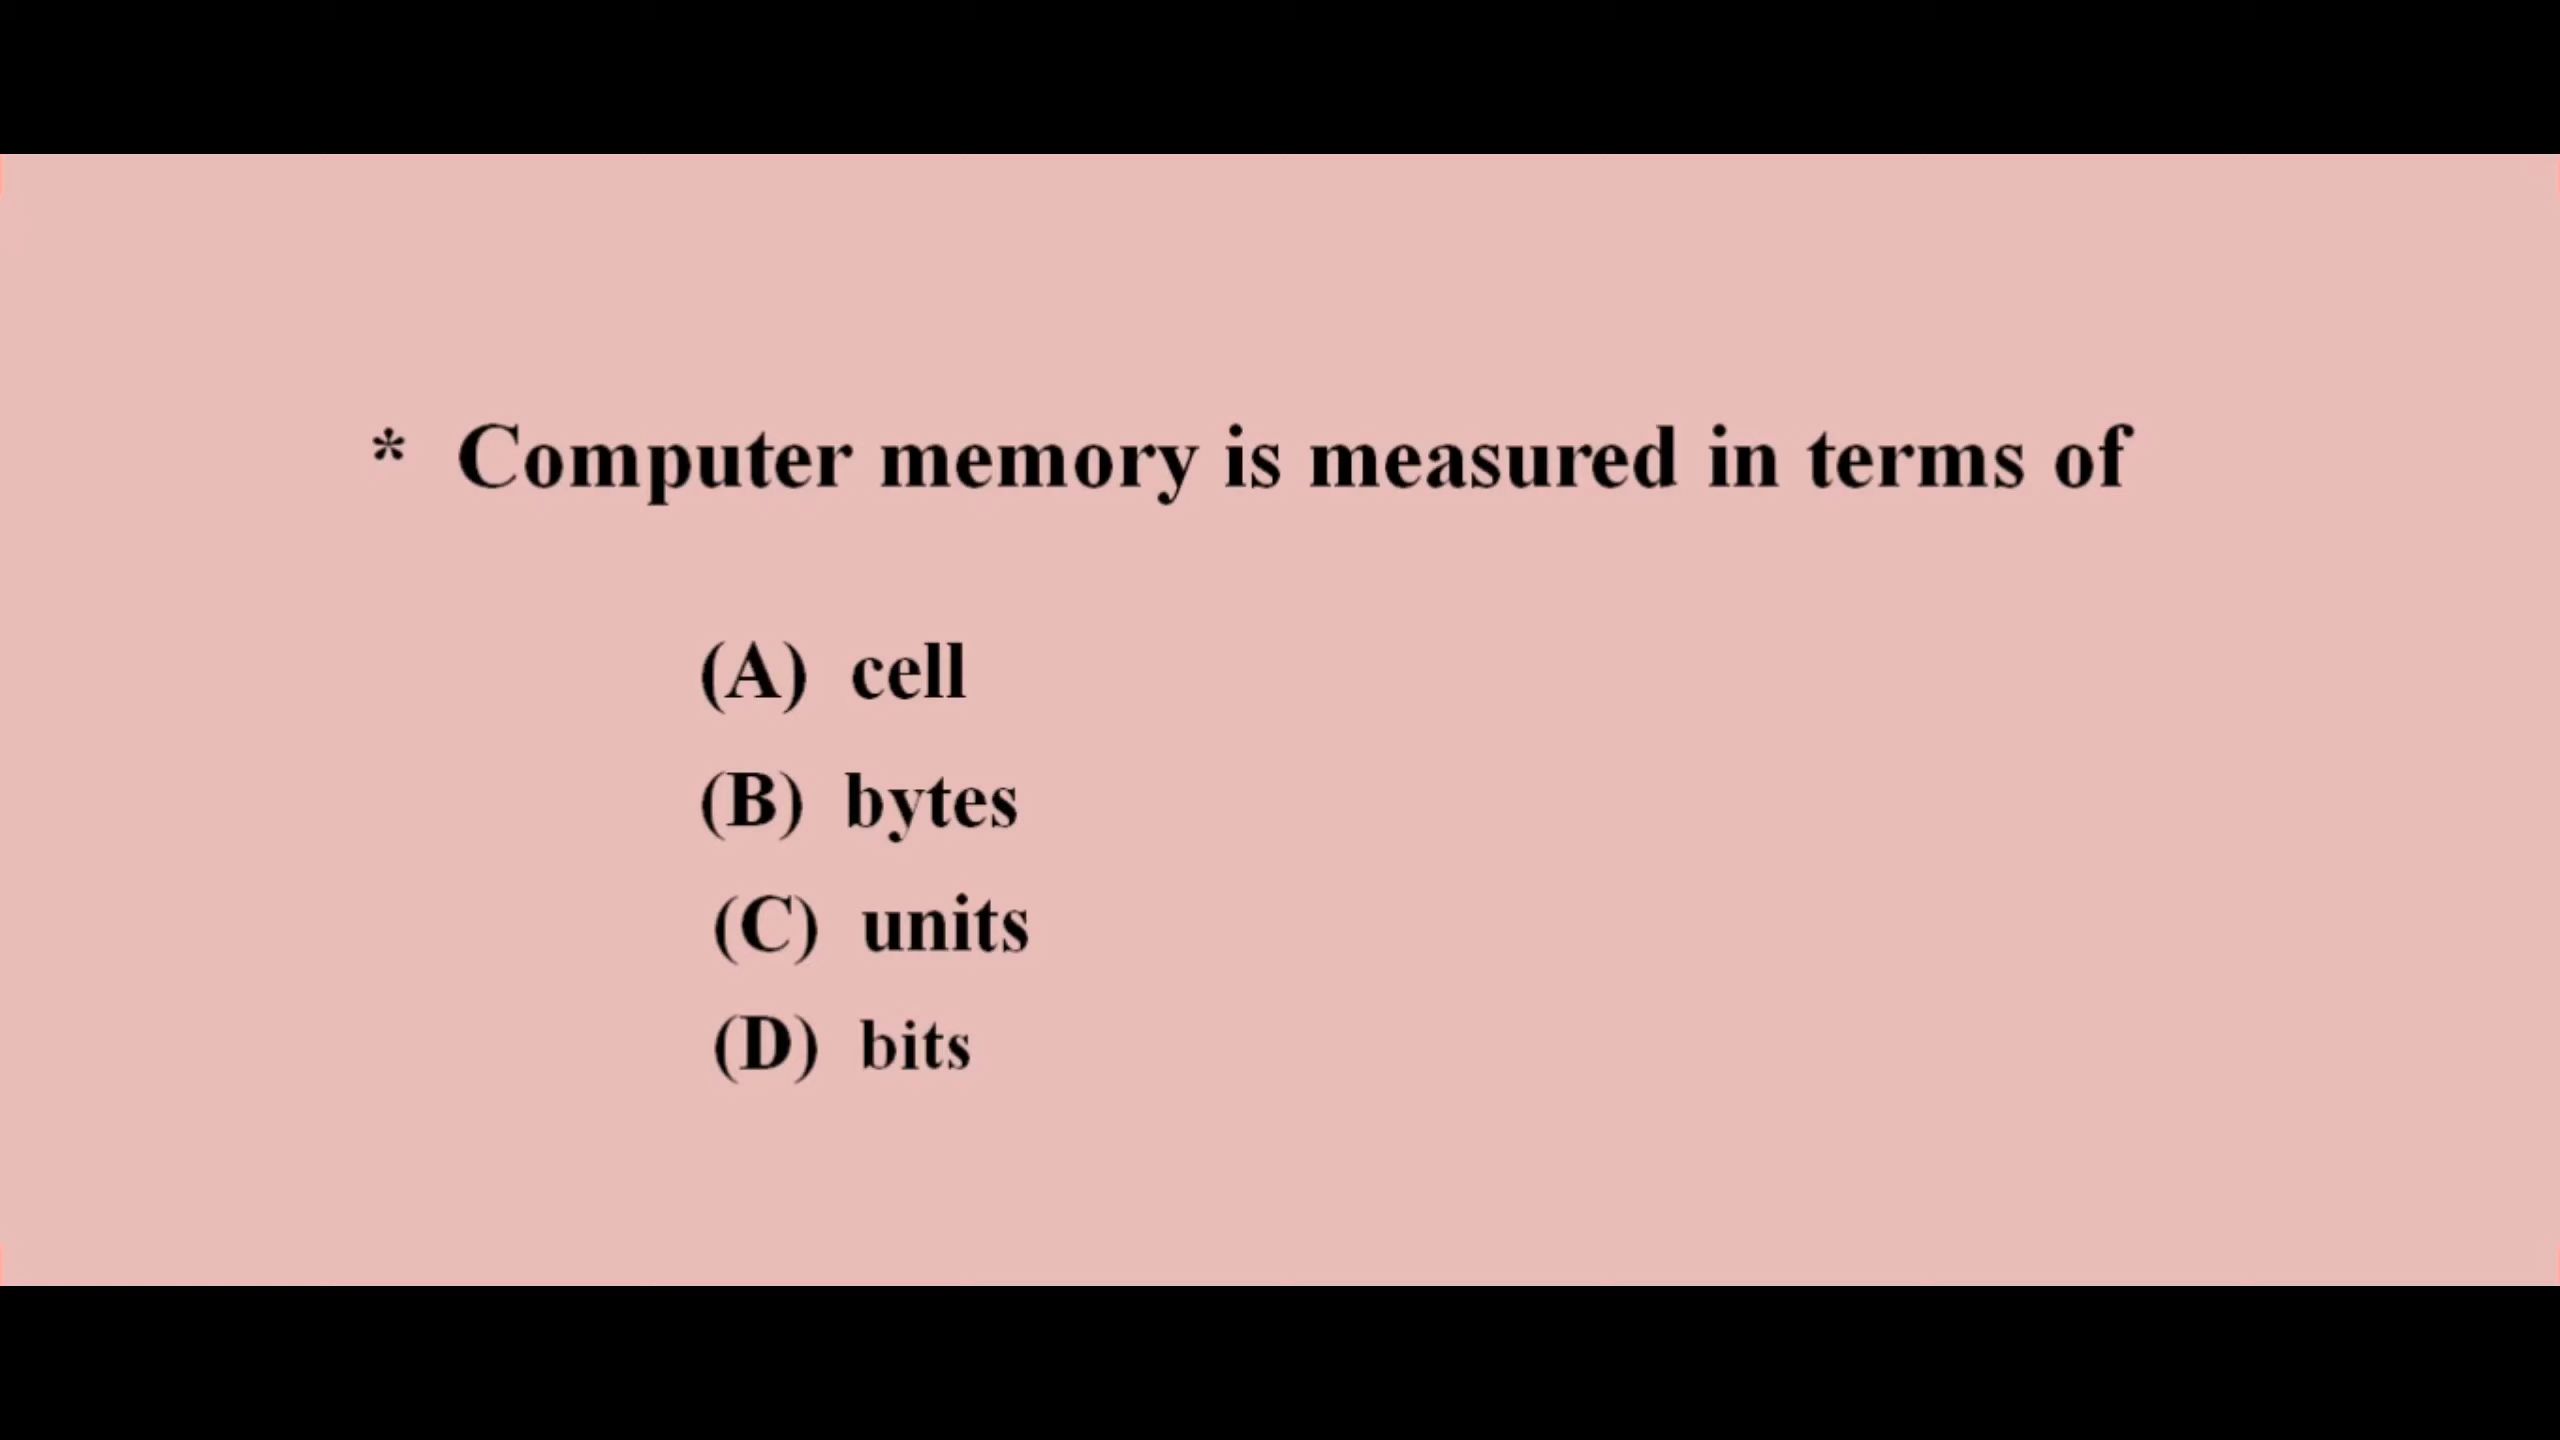 * Computer memory is measured in terms of
(A) cell
(B) bytes
(C) units
(D) bits